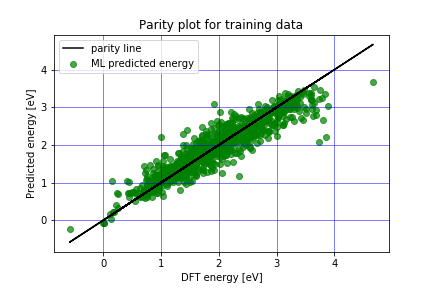 Parity plot for training data
parity line
ML predicted energy
Predicted energy [eV]
4
3
2
1
0
0 1 2 3 4
DFT energy [eV]